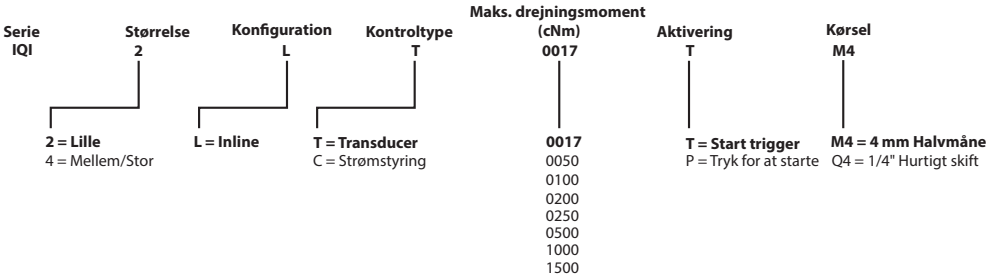 Serie
IQI
Størrelse
2
Konfiguration
L
Kontroltype
T
Maks. drejningsmoment
(cNm)
0017
Aktivering
T
Kørsel
M4
2 = Lille
4 = Mellem/Stor
L = Inline
T = Transducer
C = Strømstyring
0017
0050
0100
0200
0250
0500
1000
1500
T = Start trigger
P = Tryk for at starte
M4 = 4 mm Halvmåne
Q4 = 1/4" Hurtigt skift